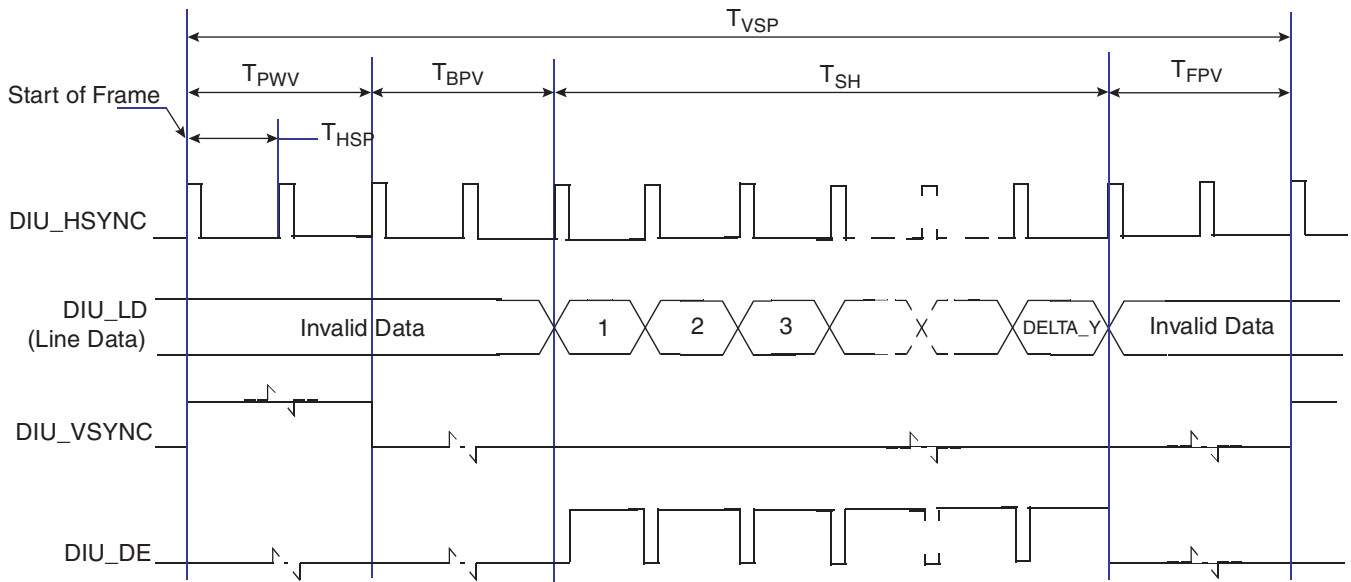 TVSP
TPWV TBPV TSH TFPV
Start of Frame
THSP
DIU_HSYNC
DIU_LD
(Line Data)
Invalid Data 1 2 3 DELTA_Y Invalid Data
DIU_VSYNC
DIU_DE